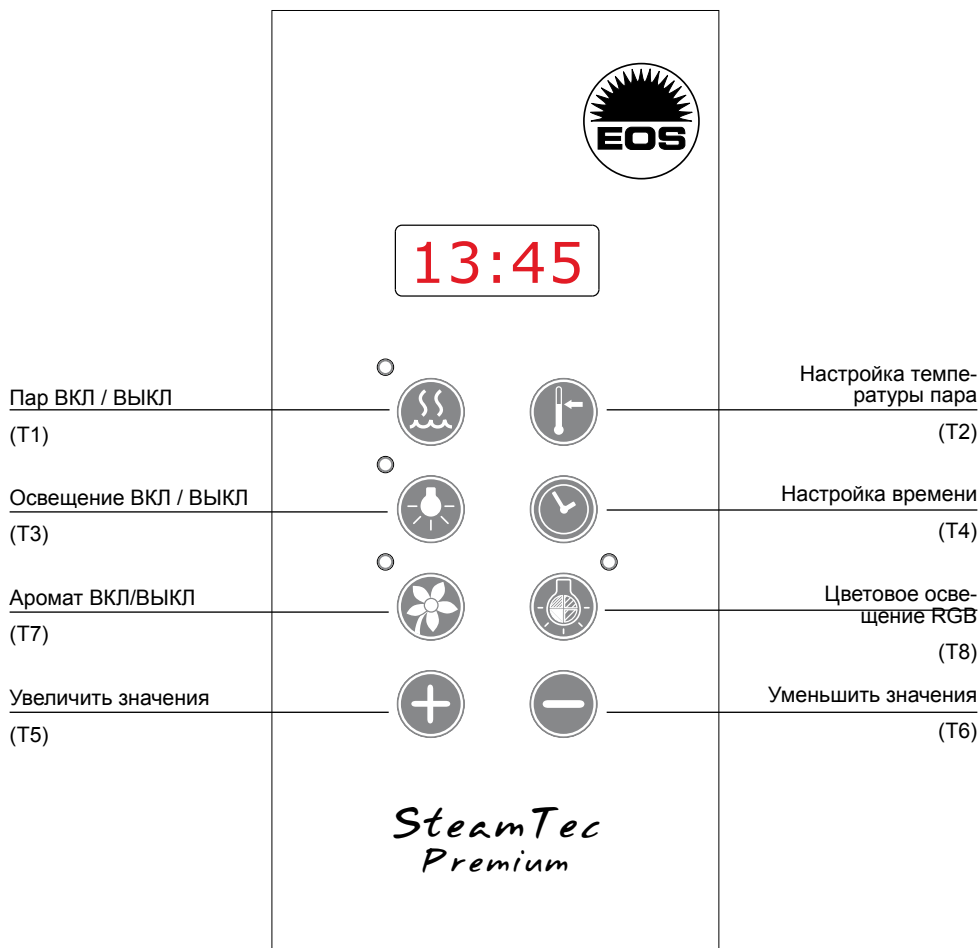 EOS
13:45
Пар ВКЛ / ВЫКЛ
(T1)
Настройка темпе-
ратуры пара
(T2)
Освещение ВКЛ / ВЫКЛ
(T3)
Настройка времени
(T4)
Аромат ВКЛ/ВЫКЛ
(T7)
Цветовое осве-
щение RGB
(T8)
Увеличить значения
(T5)
Уменьшить значения
(T6)
SteamTec
Premium